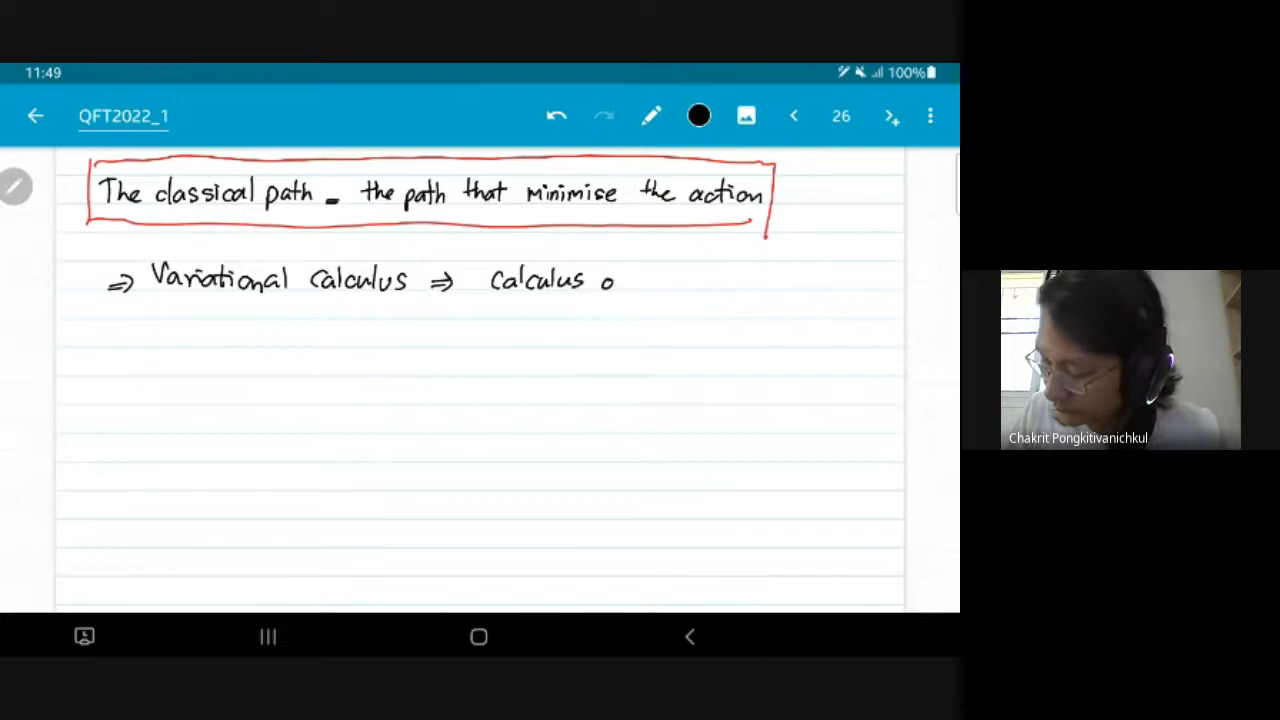 11:49
100%
QFT2022_1
26
The classical path = the path that minimise the action
⇒ Variational calculus ⇒ calculus o
Chakrit Pongkitivanichkul